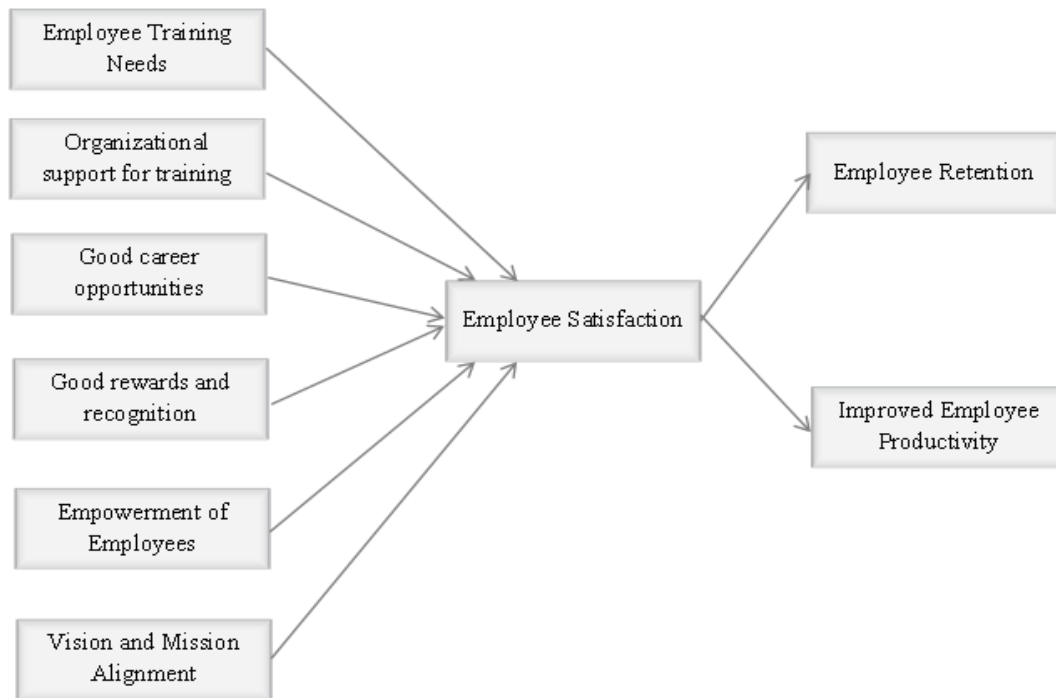 Employee Training
Needs
Organizational
support for training
Good career
opportunities
Good rewards and
recognition
Empowerment of
Employees
Vision and Mission
Alignment
Employee Satisfaction
Employee Retention
Improved Employee
Productivity